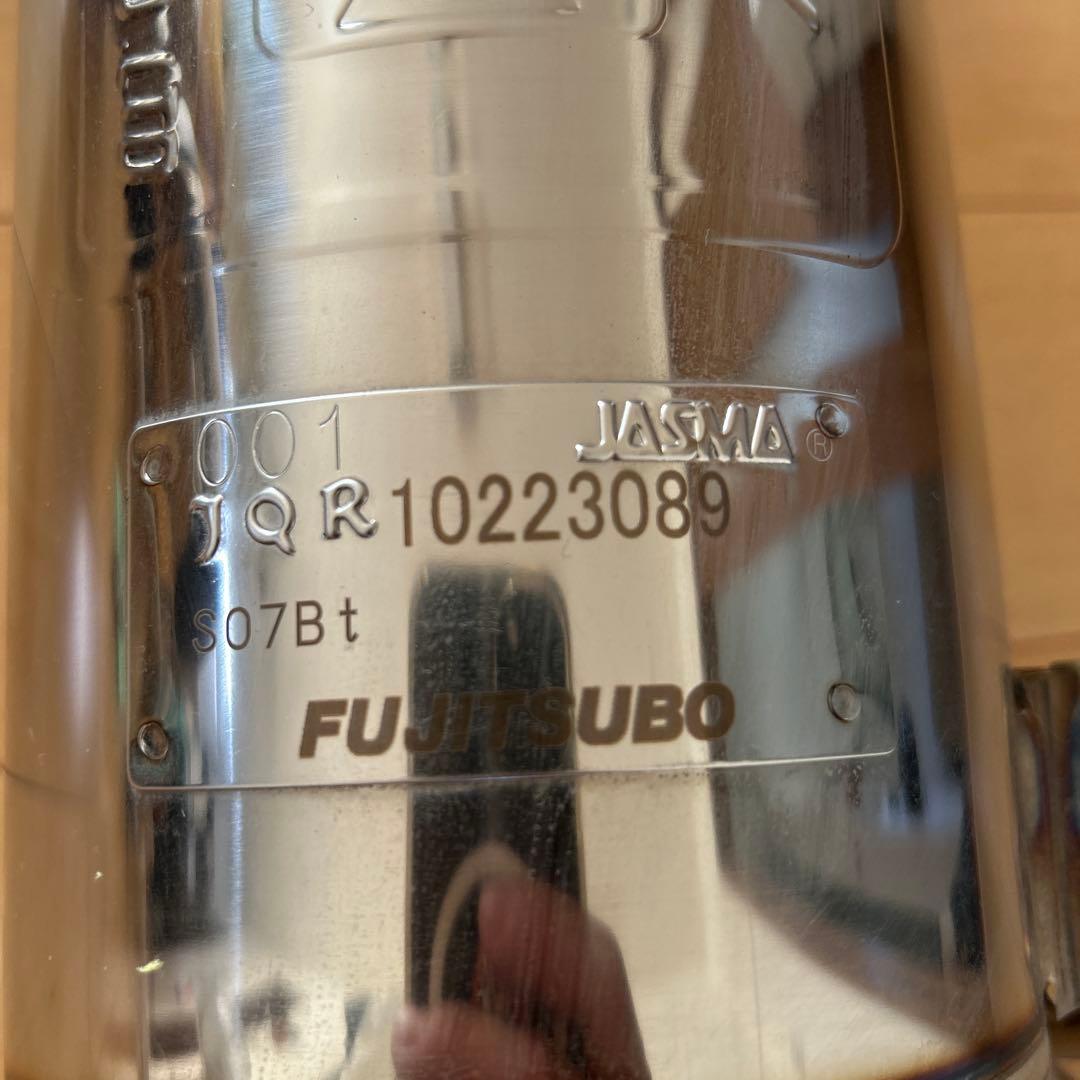 001 JASMA®
JQR10223089
S07Bt
FUJITSUBO